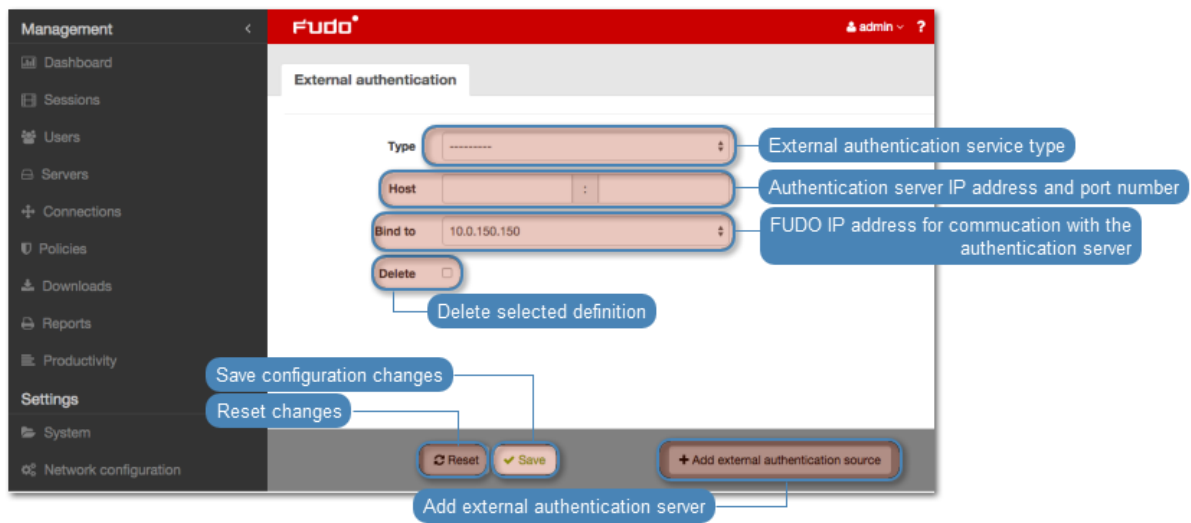 Management
Fudo
admin
?
Dashboard
External authentication
Sessions
Users
Type
---------
External authentication service type
Servers
Host
:
Authentication server IP address and port number
Connections
Bind to
10.0.150.150
FUDO IP address for commucation with the
authentication server
Policies
Delete
Downloads
Delete selected definition
Reports
Productivity
Save configuration changes
Settings
Reset changes
System
Reset
Save
+ Add external authentication source
Network configuration
Add external authentication server